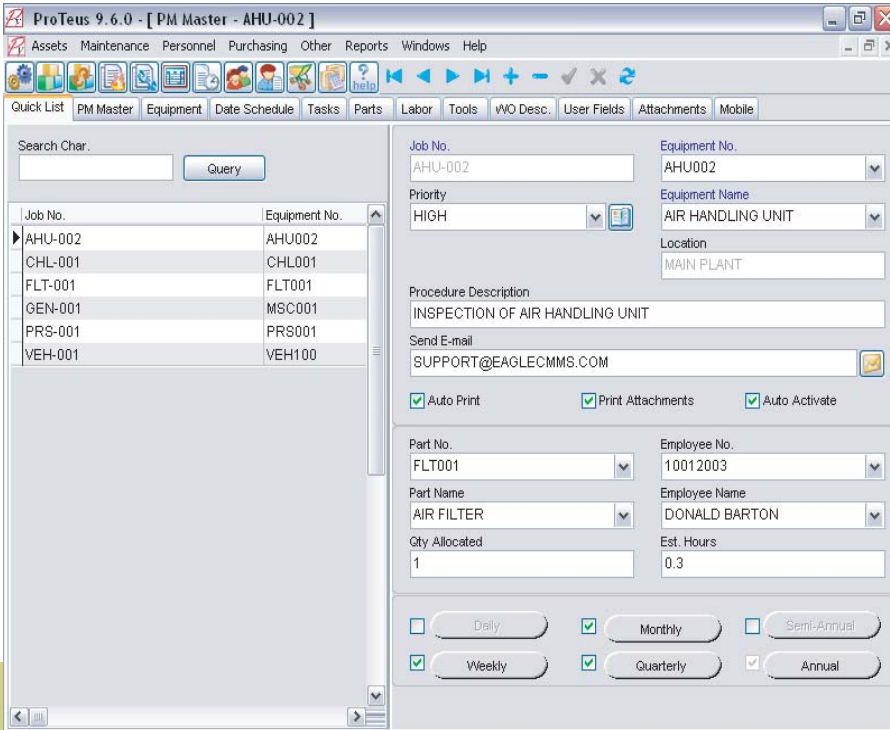 ProTeus 9.6.0 - [ PM Master - AHU-002 ]
Assets Maintenance Personnel Purchasing Other Reports Windows Help
help
Quick List PM Master Equipment Date Schedule Tasks Parts Labor Tools WO Desc. User Fields Attachments Mobile
Search Char.
Query
Job No. Equipment No.
AHU-002 AHU002
CHL-001 CHL001
FLT-001 FLT001
GEN-001 MSC001
PRS-001 PRS001
VEH-001 VEH100
Job No. Equipment No.
AHU-002 AHU002
Priority Equipment Name
HIGH AIR HANDLING UNIT
Location
MAIN PLANT
Procedure Description
INSPECTION OF AIR HANDLING UNIT
Send E-mail
SUPPORT@EAGLECMMS.COM
Auto Print Print Attachments Auto Activate
Part No. Employee No.
FLT001 10012003
Part Name Employee Name
AIR FILTER DONALD BARTON
Qty Allocated Est. Hours
1 0.3
Daily Monthly Semi-Annual
Weekly Quarterly Annual